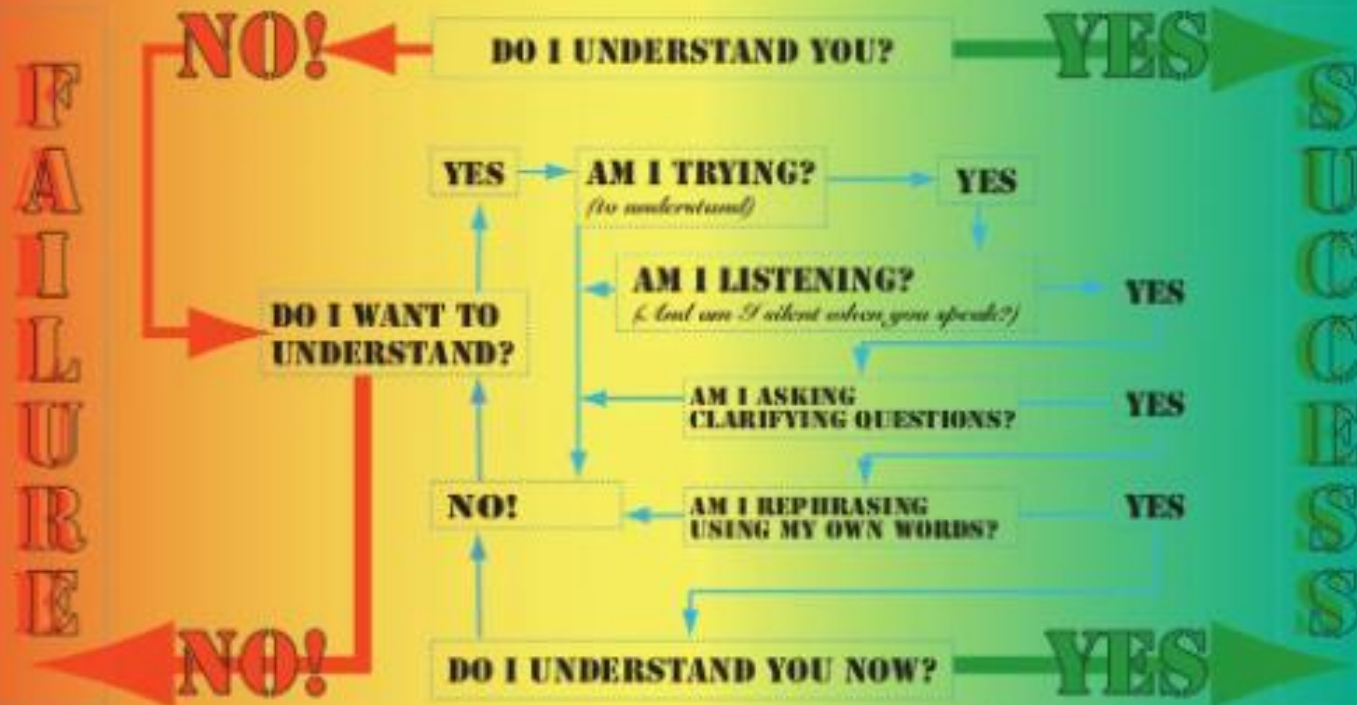 NO!
DO I UNDERSTAND YOU?
YES
FAILURE
SUCCESS
YES
AM I TRYING?
(to understand)
YES
AM I LISTENING?
(And am I silent when you speak?)
YES
DO I WANT TO
UNDERSTAND?
AM I ASKING
CLARIFYING QUESTIONS?
YES
NO!
AM I REPHRASING
USING MY OWN WORDS?
YES
NO!
DO I UNDERSTAND YOU NOW?
YES